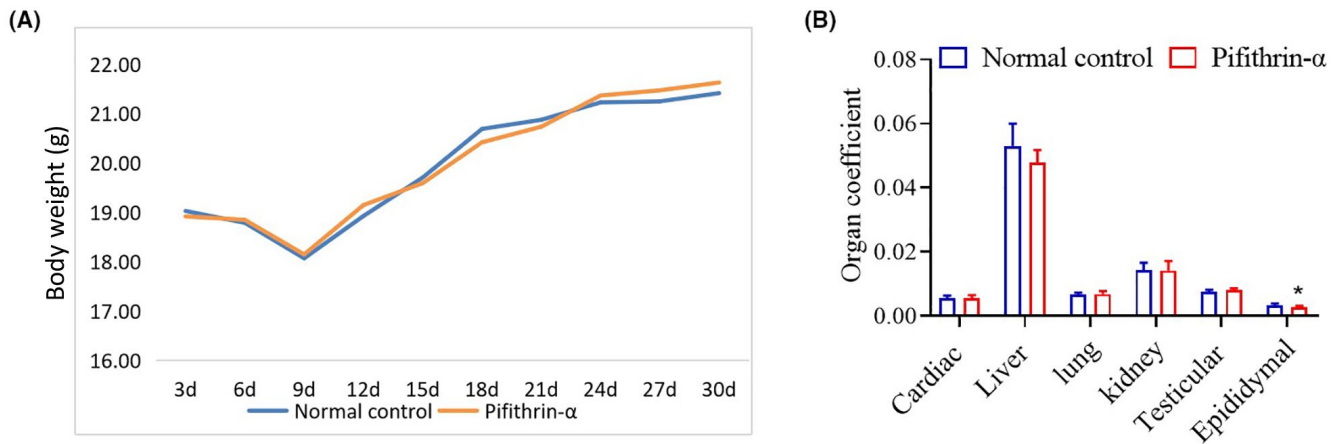 (A)
22.00
21.00
20.00
19.00
18.00
17.00
16.00
Body weight (g)
3d 6d 9d 12d 15d 18d 21d 24d 27d 30d
Normal control Pifithrin-α
(B)
Normal control Pifithrin-α
0.08
0.06
0.04
0.02
0.00
Organ coefficient
*
Cardiac
Liver
lung
kidney
Testicular
Epididymal